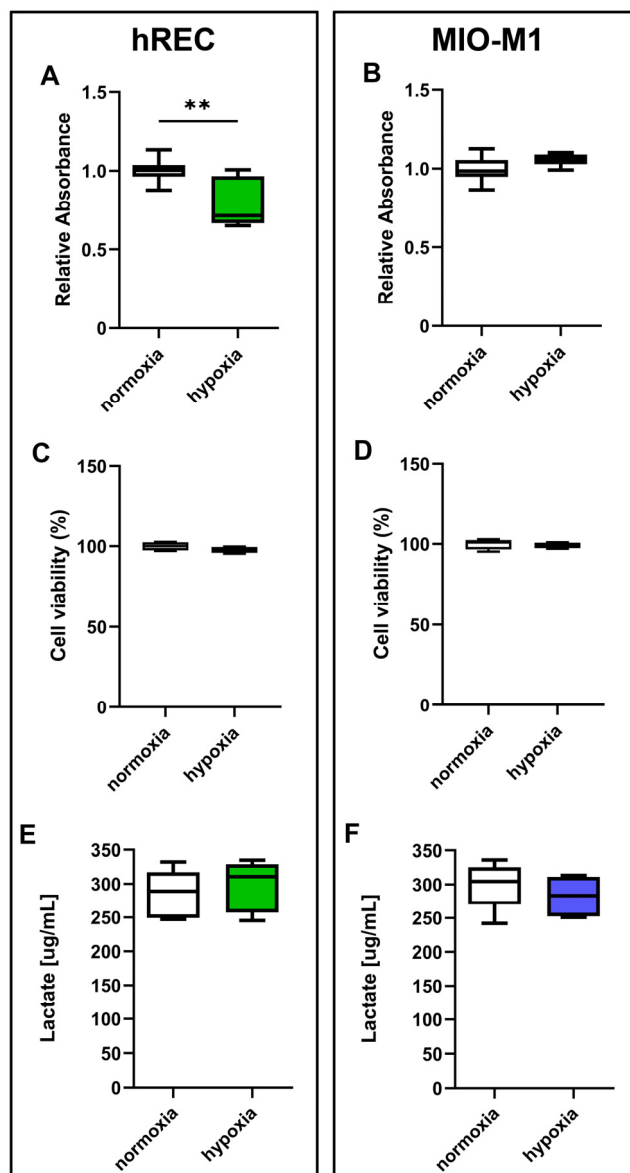 hREC
MIO-M1
A
**
1.5
1.0
0.5
0
Relative Absorbance
normoxia
hypoxia
B
1.5
1.0
0.5
0
Relative Absorbance
normoxia
hypoxia
C
150
100
50
0
Cell viability (%)
normoxia
hypoxia
D
150
100
50
0
Cell viability (%)
normoxia
hypoxia
E
350
300
250
200
150
100
50
0
Lactate [ug/mL]
normoxia
hypoxia
F
350
300
250
200
150
100
50
0
Lactate [ug/mL]
normoxia
hypoxia